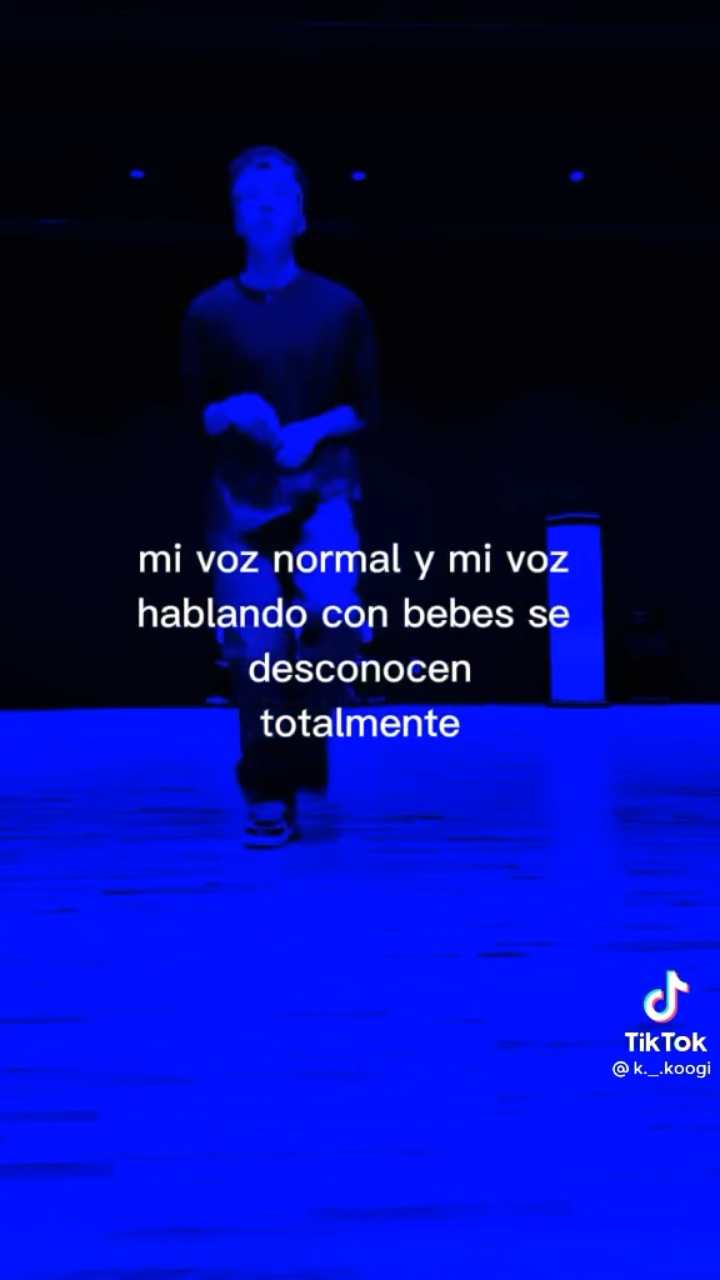 mi voz normal y mi voz
hablando con bebes se
desconocen
totalmente
TikTok
@k._.koogi